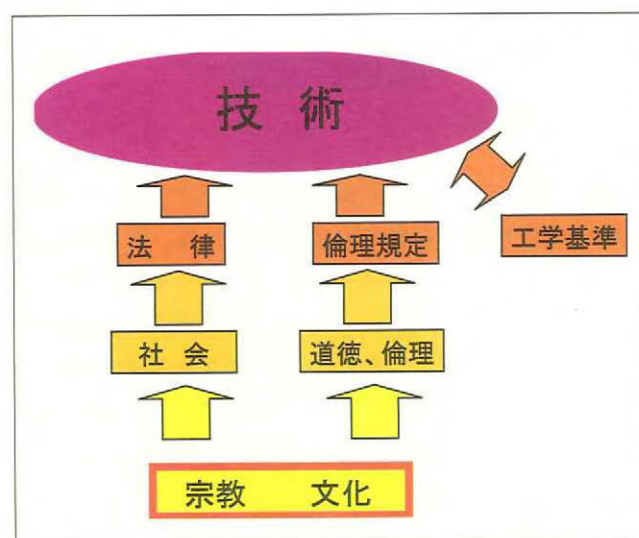 技 術
法 律
倫理規定
工学基準
社 会
道徳、倫理
宗教 文化